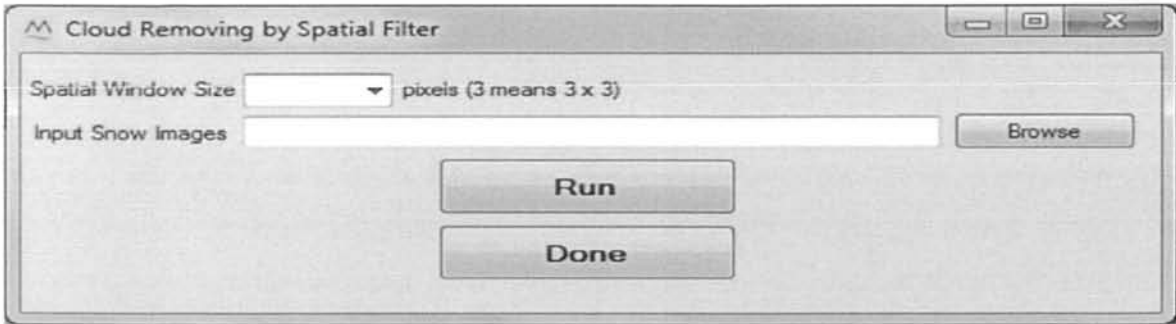 Cloud Removing by Spatial Filter
Spatial Window Size pixels (3 means 3 x 3)
Input Snow Images Browse
Run
Done